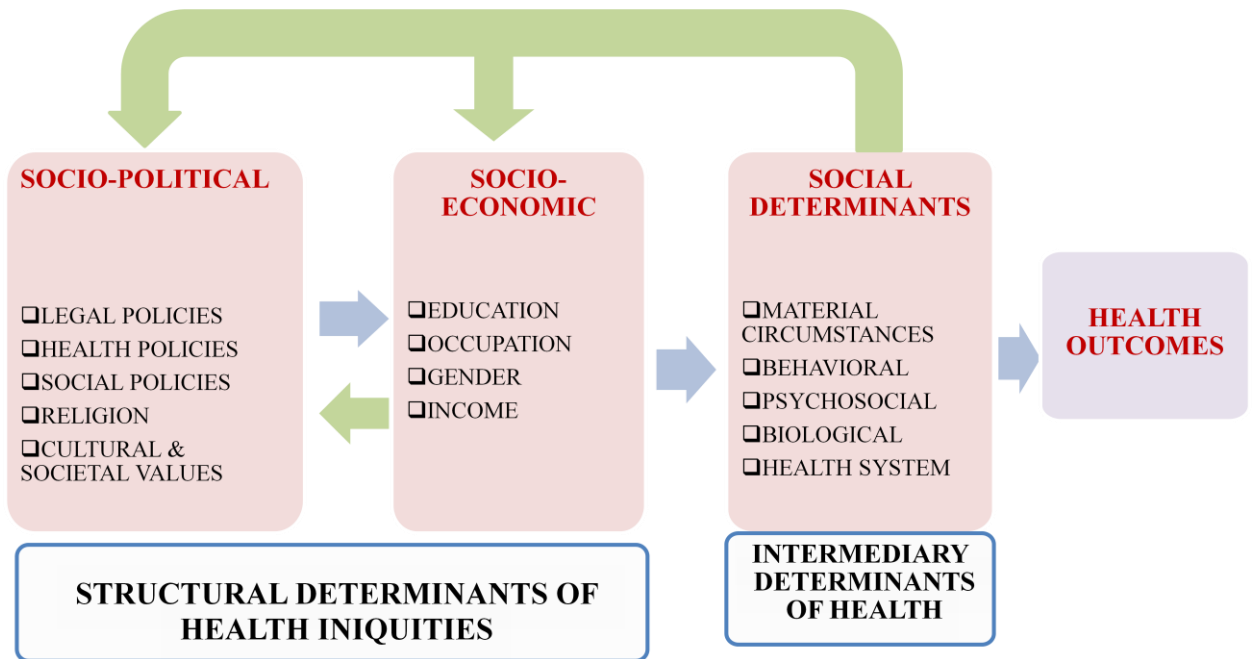 SOCIO-POLITICAL
❑LEGAL POLICIES
❑HEALTH POLICIES
❑SOCIAL POLICIES
❑RELIGION
❑CULTURAL &
SOCIETAL VALUES
SOCIO-
ECONOMIC
❑EDUCATION
❑OCCUPATION
❑GENDER
❑INCOME
SOCIAL
DETERMINANTS
❑MATERIAL
CIRCUMSTANCES
❑BEHAVIORAL
❑PSYCHOSOCIAL
❑BIOLOGICAL
❑HEALTH SYSTEM
HEALTH
OUTCOMES
STRUCTURAL DETERMINANTS OF
HEALTH INIQUITIES
INTERMEDIARY
DETERMINANTS
OF HEALTH